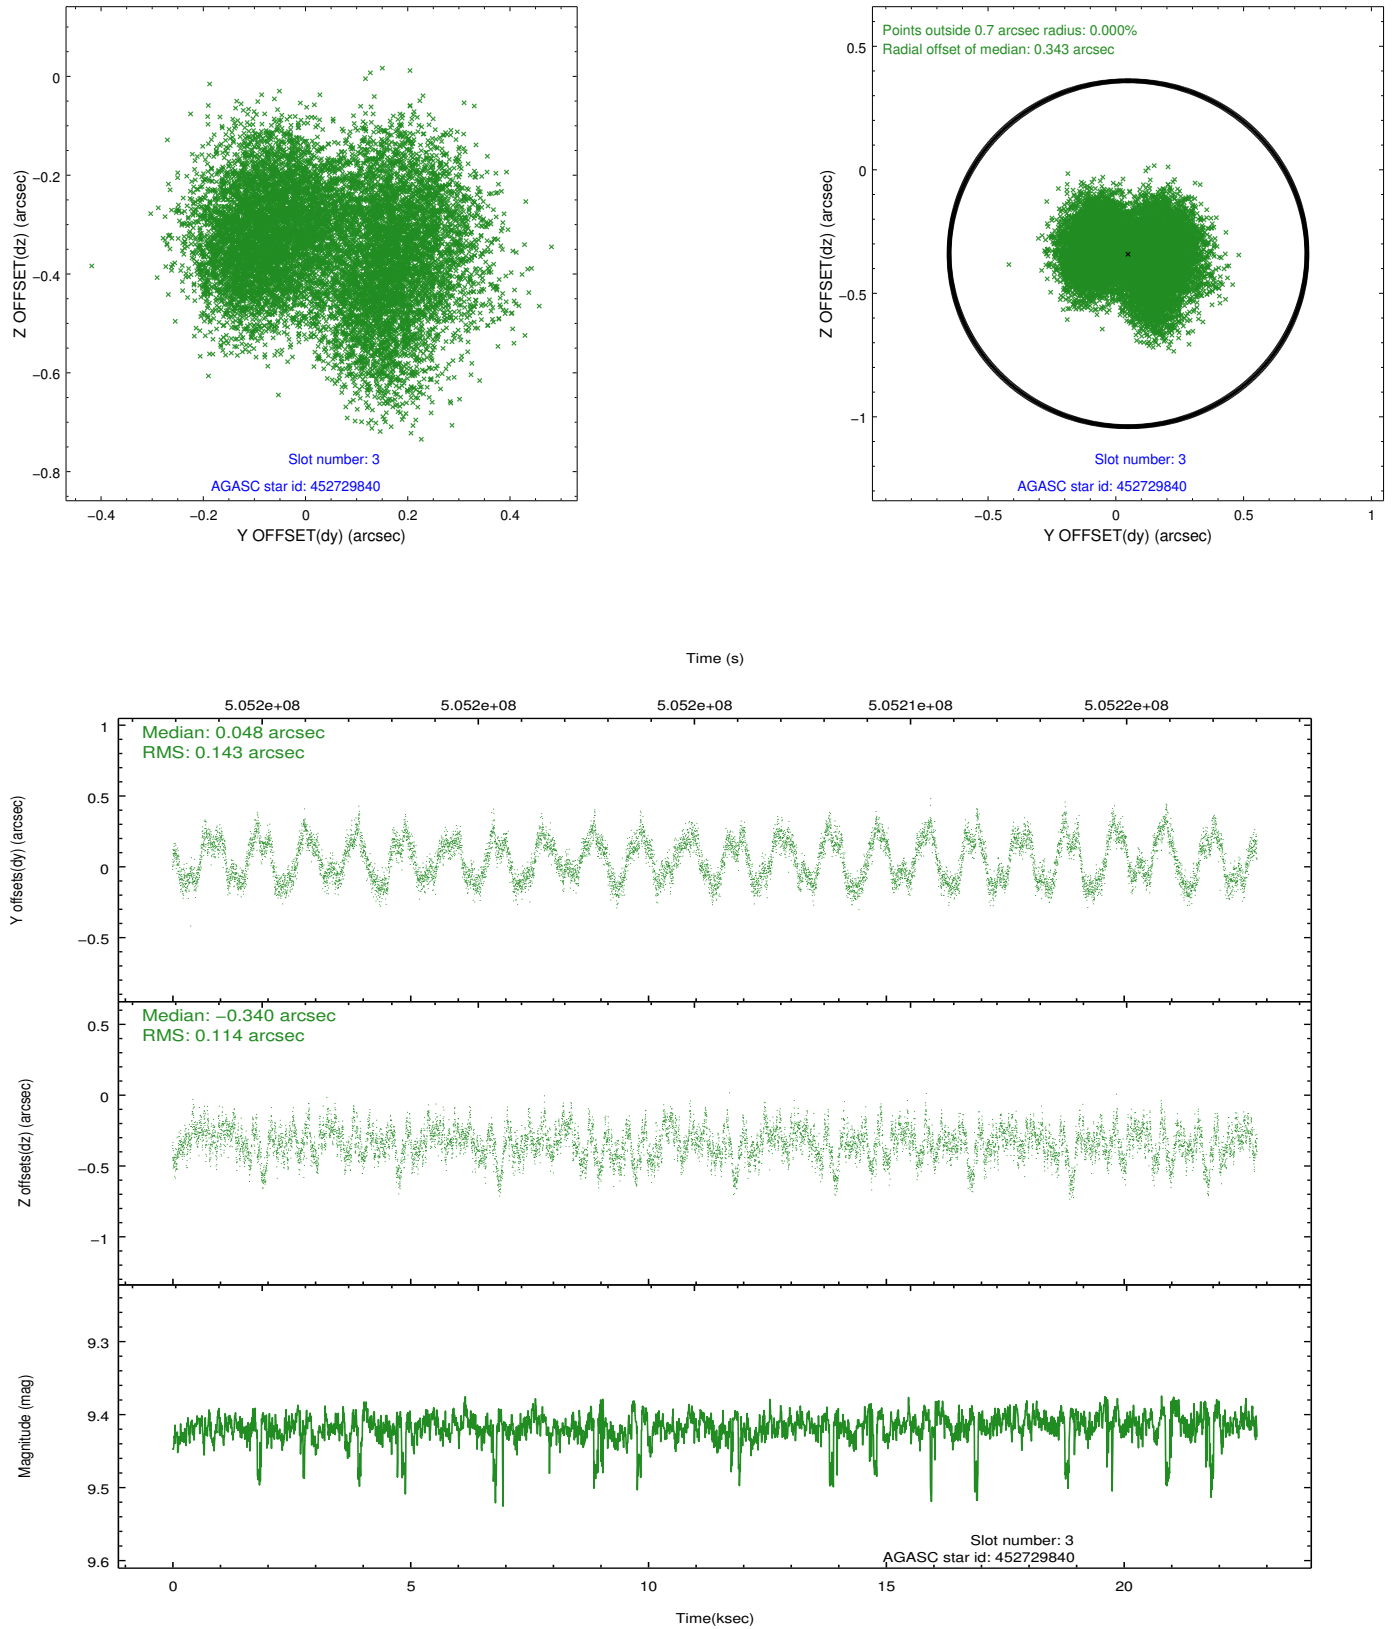 0
−0.2
−0.4
−0.6
−0.8
Z OFFSET(dz) (arcsec)
Slot number: 3
AGASC star id: 452729840
−0.4
−0.2
0
0.2
0.4
Y OFFSET(dy) (arcsec)
Points outside 0.7 arcsec radius: 0.000%
Radial offset of median: 0.343 arcsec
0.5
0
−0.5
−1
Z OFFSET(dz) (arcsec)
Slot number: 3
AGASC star id: 452729840
−0.5
0
0.5
1
Y OFFSET(dy) (arcsec)
Time (s)
5.052e+08
5.052e+08
5.052e+08
5.0521e+08
5.0522e+08
Median: 0.048 arcsec
RMS: 0.143 arcsec
1
0.5
0
−0.5
Y offsets(dy) (arcsec)
Median: −0.340 arcsec
RMS: 0.114 arcsec
0.5
0
−0.5
−1
Z offsets(dz) (arcsec)
9.3
9.4
9.5
9.6
Magnitude (mag)
Slot number: 3
AGASC star id: 452729840
0
5
10
15
20
Time(ksec)